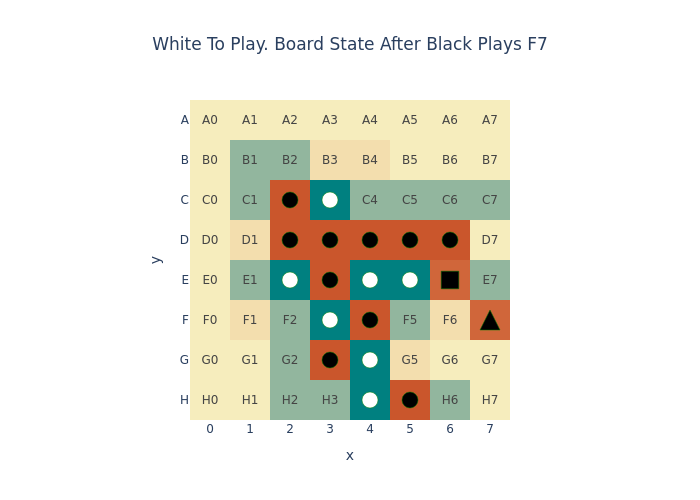 White To Play. Board State After Black Plays F7
A A0 A1 A2 A3 A4 A5 A6 A7
B B0 B1 B2 B3 B4 B5 B6 B7
C C0 C1 C4 C5 C6 C7
D D0 D1 D7
E E0 E1 E7
F F0 F1 F2 F5 F6
G G0 G1 G2 G5 G6 G7
H H0 H1 H2 H3 H6 H7
0 1 2 3 4 5 6 7
x
y